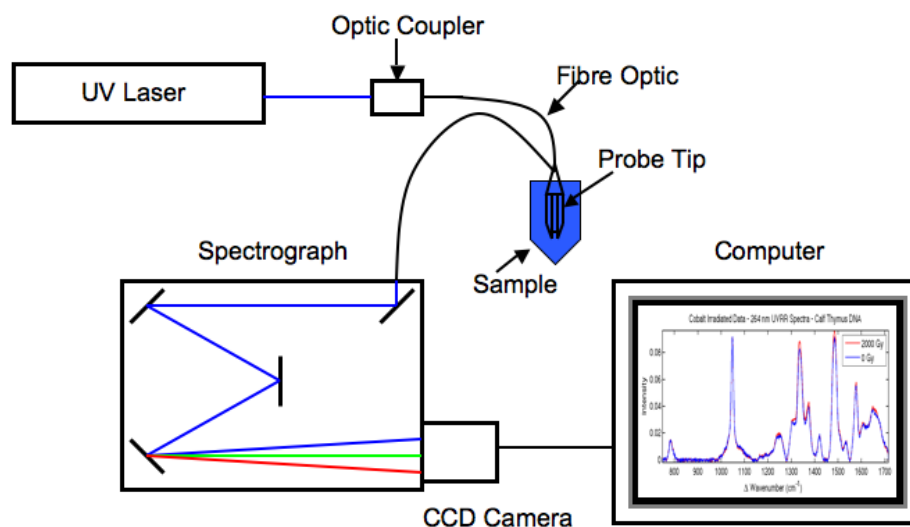 Optic Coupler
UV Laser
Fibre Optic
Probe Tip
Sample
Spectrograph
Computer
CCD Camera
Cobalt Irradiated Data - 264 nm UVRR Spectra - Calf Thymus DNA
2000 Gy
0 Gy
Intensity
0.08
0.06
0.04
0.02
0
800 900 1000 1100 1200 1300 1400 1500 1600 1700
Δ Wavenumber (cm⁻¹)